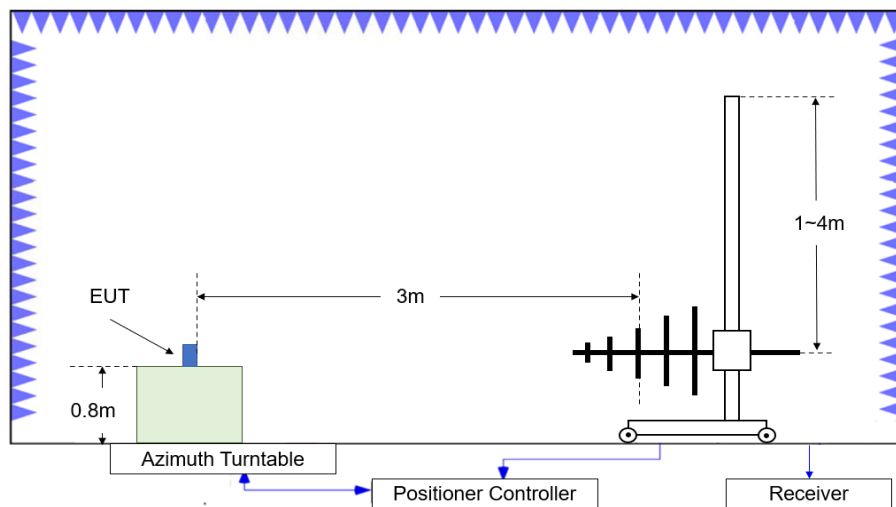 1~4m
EUT
3m
0.8m
Azimuth Turntable
Positioner Controller
Receiver